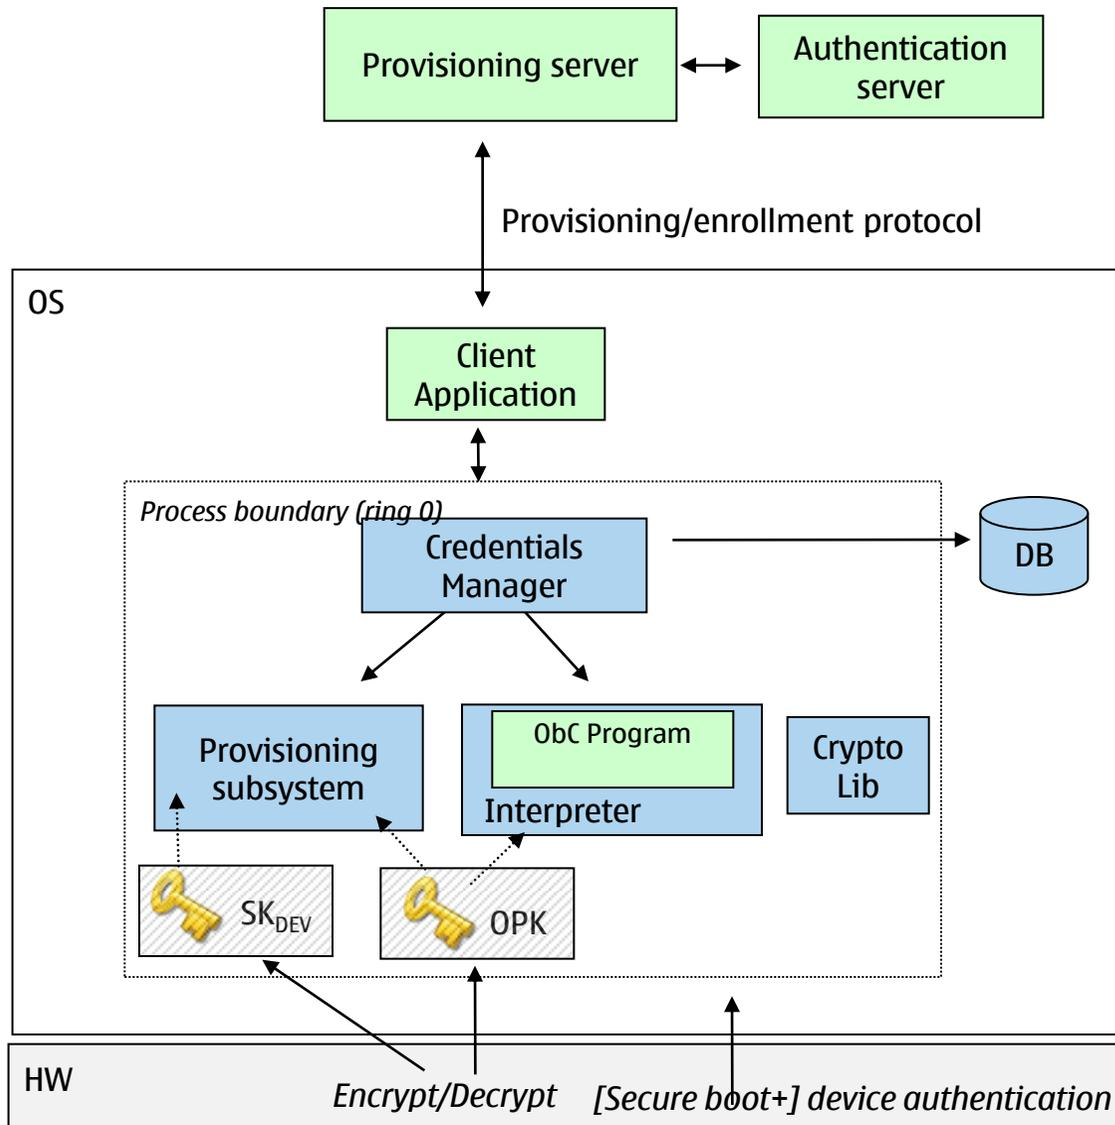 Provisioning server
Authentication
server
Provisioning/enrollment protocol
OS
Client
Application
Process boundary (ring 0)
Credentials
Manager
DB
Provisioning
subsystem
ObC Program
Interpreter
Crypto
Lib
SKDEV
OPK
HW
Encrypt/Decrypt
[Secure boot+] device authentication